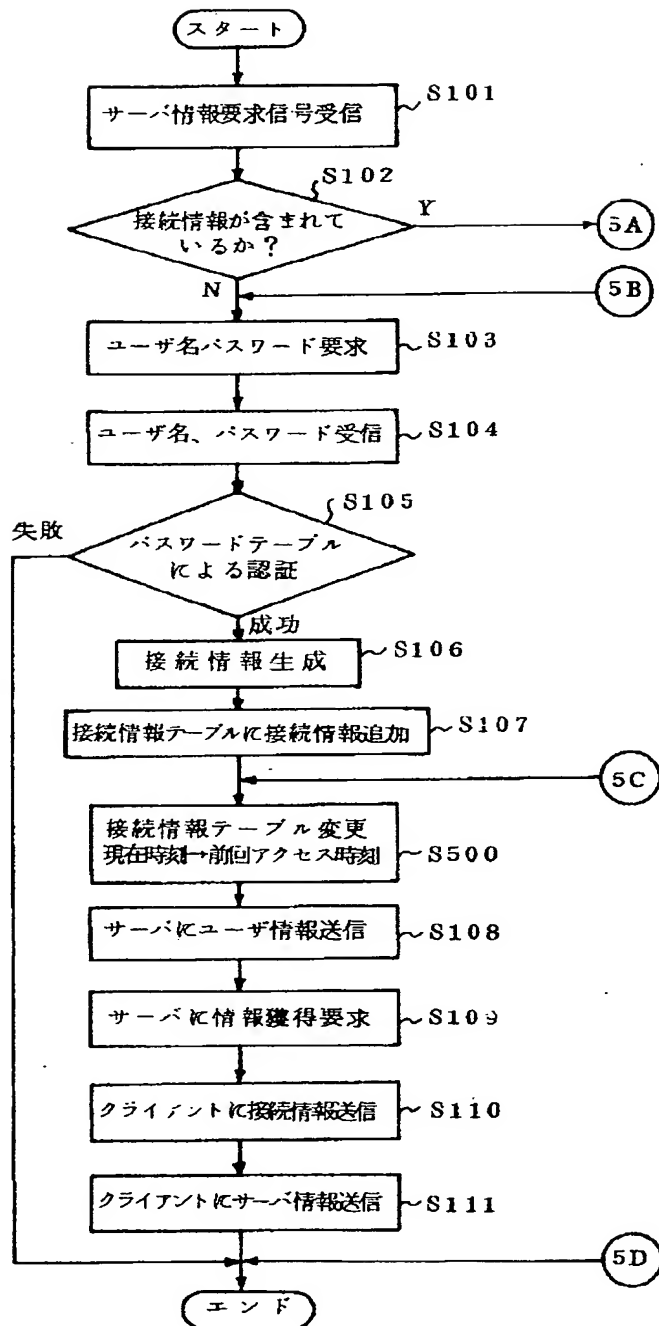 スタート
サーバ情報要求信号受信
S101
S102
接続情報が含まれて
いるか？
Y
5A
N
5B
ユーザ名パスワード要求
S103
ユーザ名、パスワード受信
S104
S105
失敗
パスワードテーブル
による認証
成功
接続情報生成
S106
接続情報テーブルに接続情報追加
S107
5C
接続情報テーブル変更
現在時刻→前回アクセス時刻
S500
サーバにユーザ情報送信
S108
サーバに情報獲得要求
S109
クライアントに接続情報送信
S110
クライアントにサーバ情報送信
S111
5D
エンド